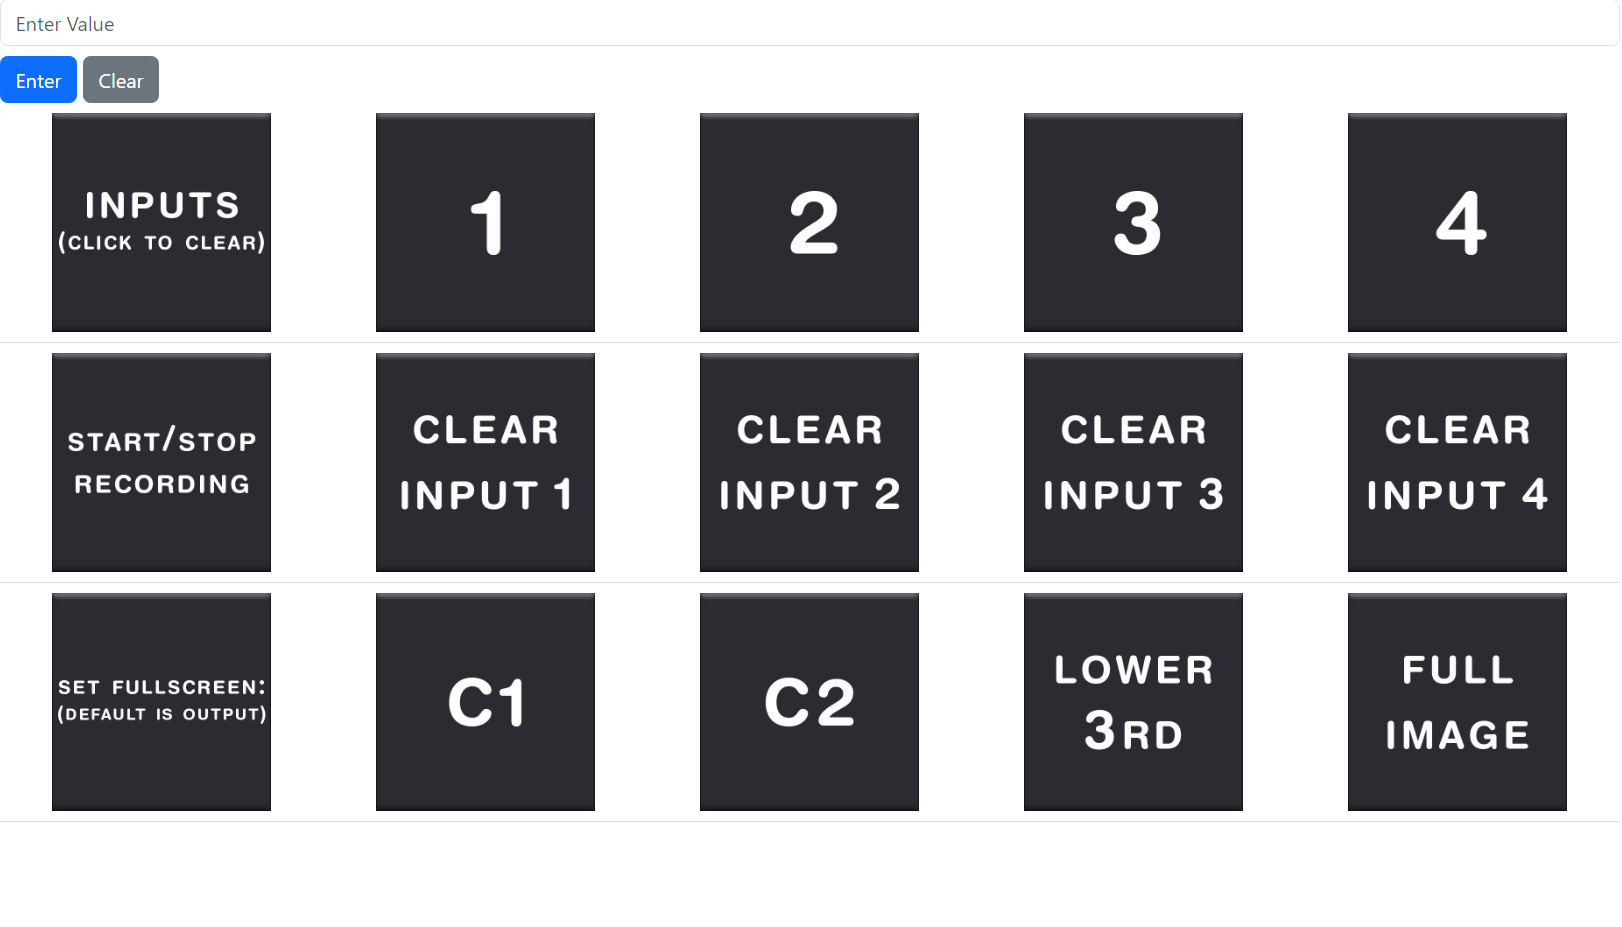 Enter Value
Enter Clear
INPUTS
(CLICK TO CLEAR)
1
2
3
4
START/STOP
RECORDING
CLEAR
INPUT 1
CLEAR
INPUT 2
CLEAR
INPUT 3
CLEAR
INPUT 4
SET FULLSCREEN:
(DEFAULT IS OUTPUT)
C1
C2
LOWER
3RD
FULL
IMAGE